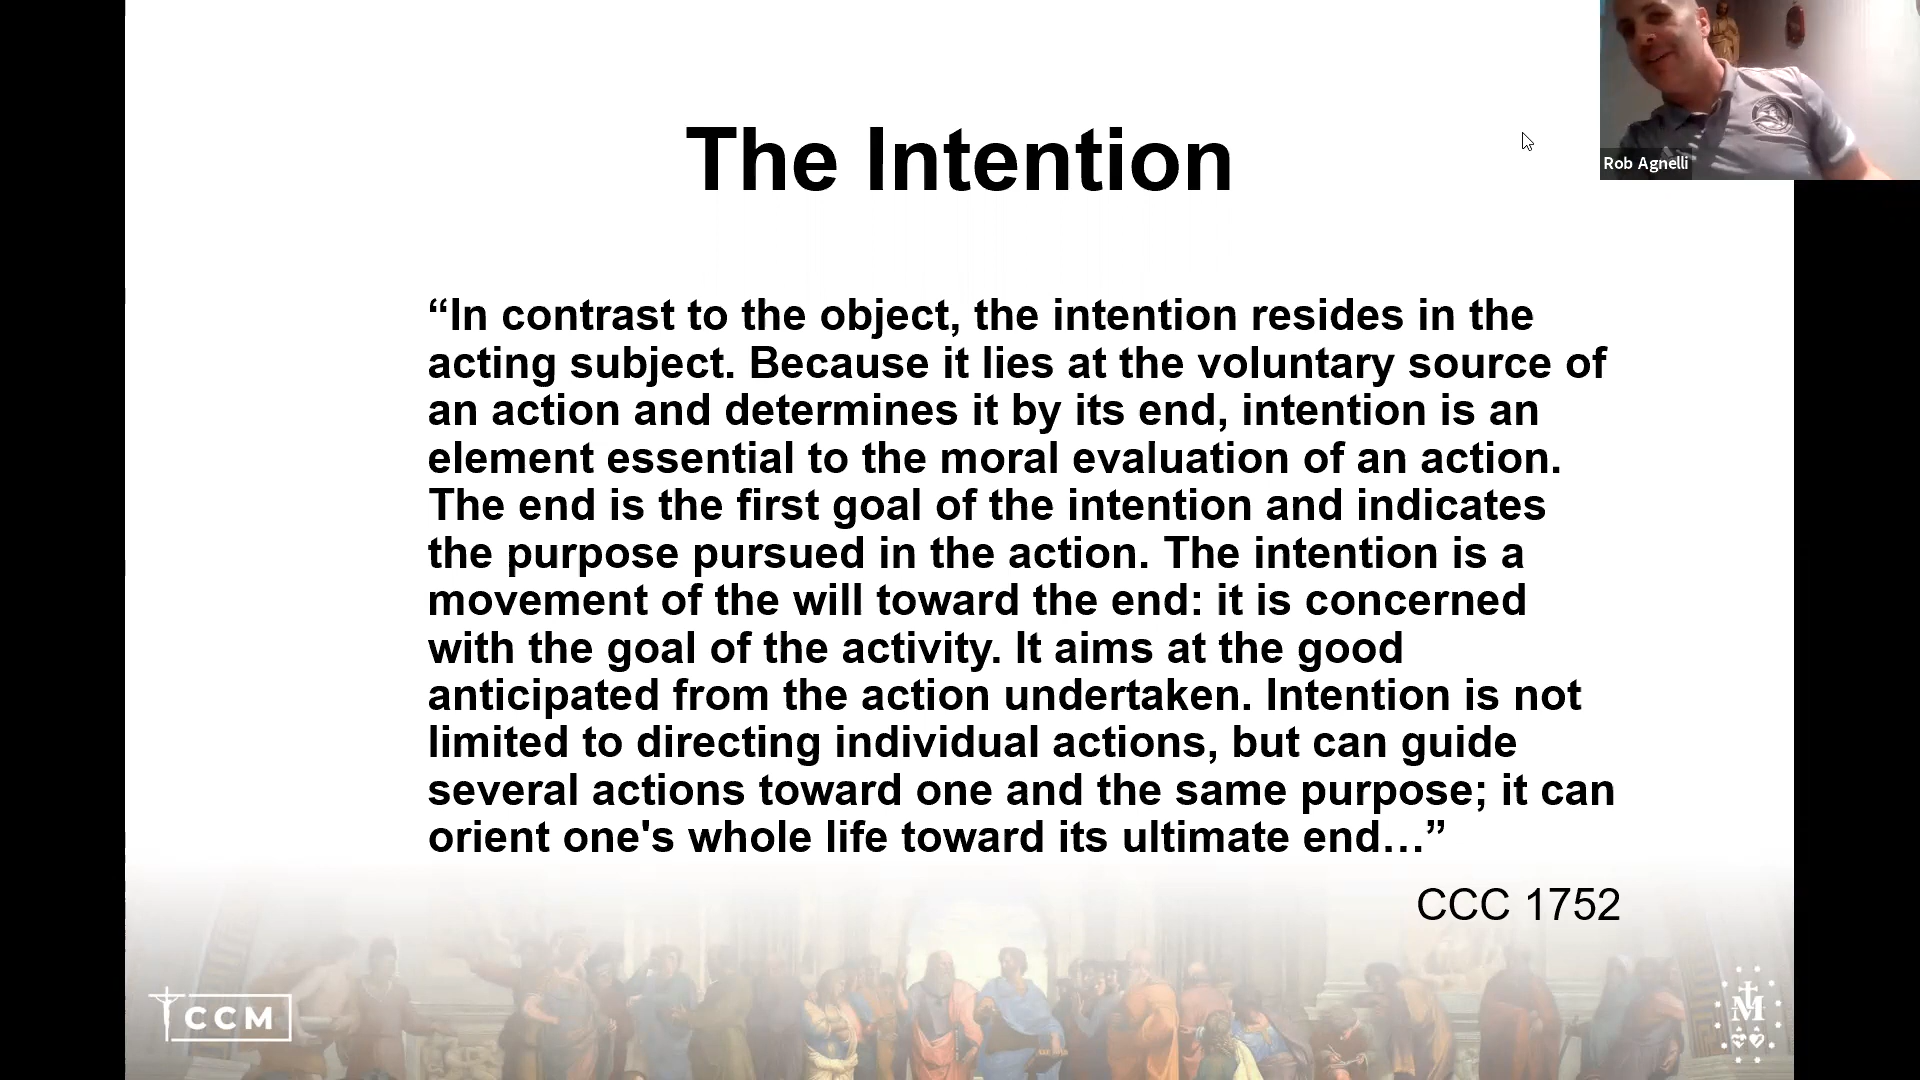 The Intention
Rob Agnelli
“In contrast to the object, the intention resides in the
acting subject. Because it lies at the voluntary source of
an action and determines it by its end, intention is an
element essential to the moral evaluation of an action.
The end is the first goal of the intention and indicates
the purpose pursued in the action. The intention is a
movement of the will toward the end: it is concerned
with the goal of the activity. It aims at the good
anticipated from the action undertaken. Intention is not
limited to directing individual actions, but can guide
several actions toward one and the same purpose; it can
orient one's whole life toward its ultimate end…”
CCC 1752
CCM
M